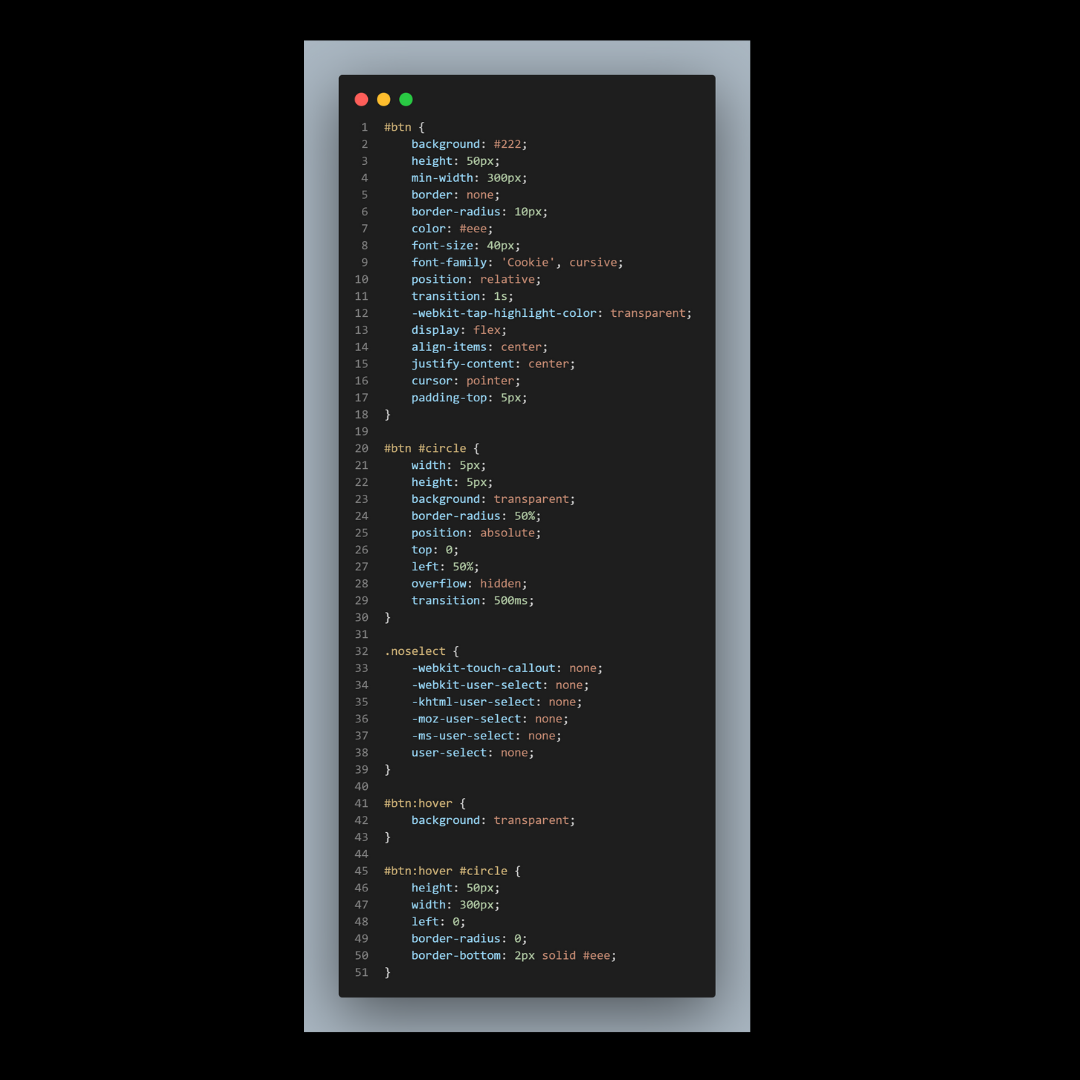 1 #btn {
2     background: #222;
3     height: 50px;
4     min-width: 300px;
5     border: none;
6     border-radius: 10px;
7     color: #eee;
8     font-size: 40px;
9     font-family: 'Cookie', cursive;
10     position: relative;
11     transition: 1s;
12     -webkit-tap-highlight-color: transparent;
13     display: flex;
14     align-items: center;
15     justify-content: center;
16     cursor: pointer;
17     padding-top: 5px;
18 }
19
20 #btn #circle {
21     width: 5px;
22     height: 5px;
23     background: transparent;
24     border-radius: 50%;
25     position: absolute;
26     top: 0;
27     left: 50%;
28     overflow: hidden;
29     transition: 500ms;
30 }
31
32 .noselect {
33     -webkit-touch-callout: none;
34     -webkit-user-select: none;
35     -khtml-user-select: none;
36     -moz-user-select: none;
37     -ms-user-select: none;
38     user-select: none;
39 }
40
41 #btn:hover {
42     background: transparent;
43 }
44
45 #btn:hover #circle {
46     height: 50px;
47     width: 300px;
48     left: 0;
49     border-radius: 0;
50     border-bottom: 2px solid #eee;
51 }